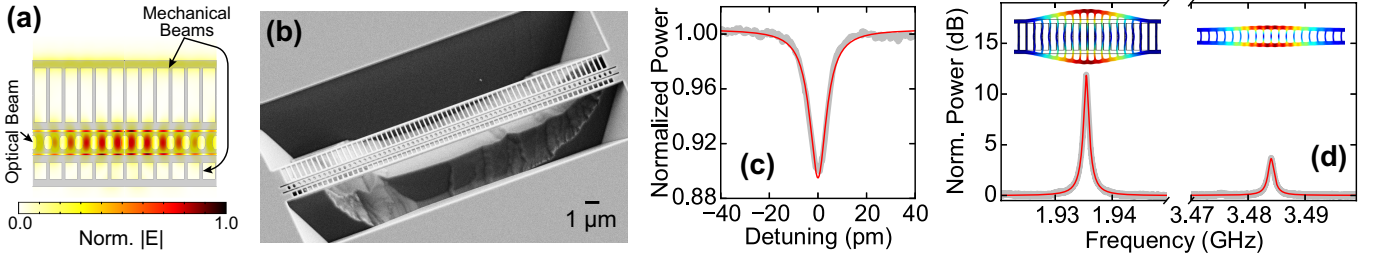 (a)
Mechanical
Beams
Optical Beam
0.0
1.0
Norm. |E|
(b)
1 μm
Normalized Power
1.00
0.96
0.92
0.88
(c)
−40
−20
0
20
40
Detuning (pm)
Norm. Power (dB)
15
10
5
0
(d)
1.935
1.94
3.47
3.48
3.49
Frequency (GHz)